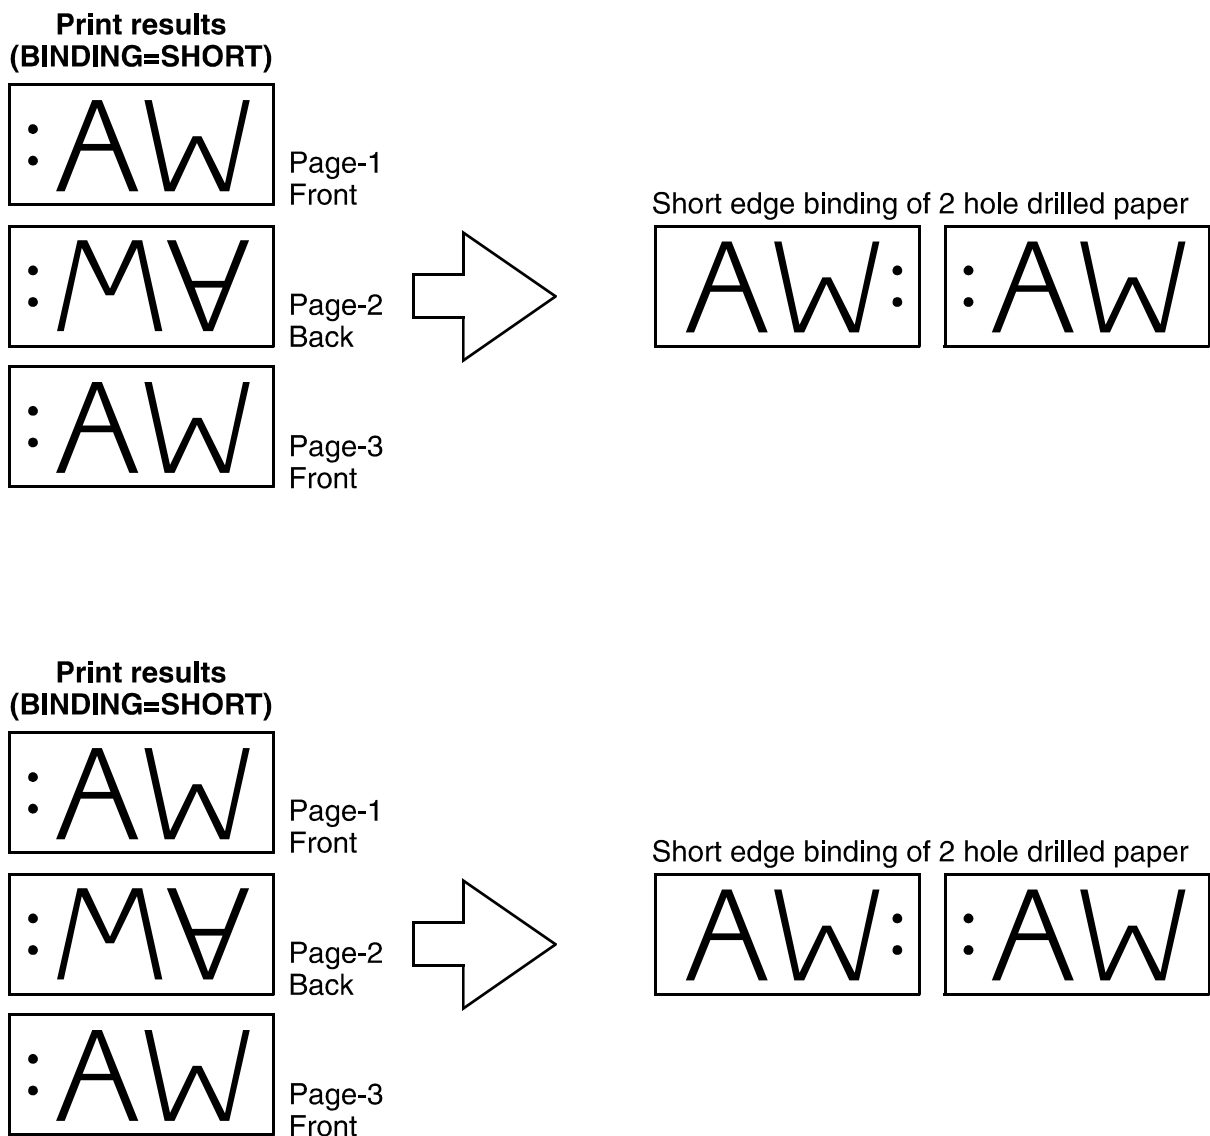 Print results
(BINDING=SHORT)
: AW
Page-1
Front
: M∀
Page-2
Back
: AW
Page-3
Front
Short edge binding of 2 hole drilled paper
AW : : AW
Print results
(BINDING=SHORT)
: AW
Page-1
Front
: M∀
Page-2
Back
: AW
Page-3
Front
Short edge binding of 2 hole drilled paper
AW : : AW